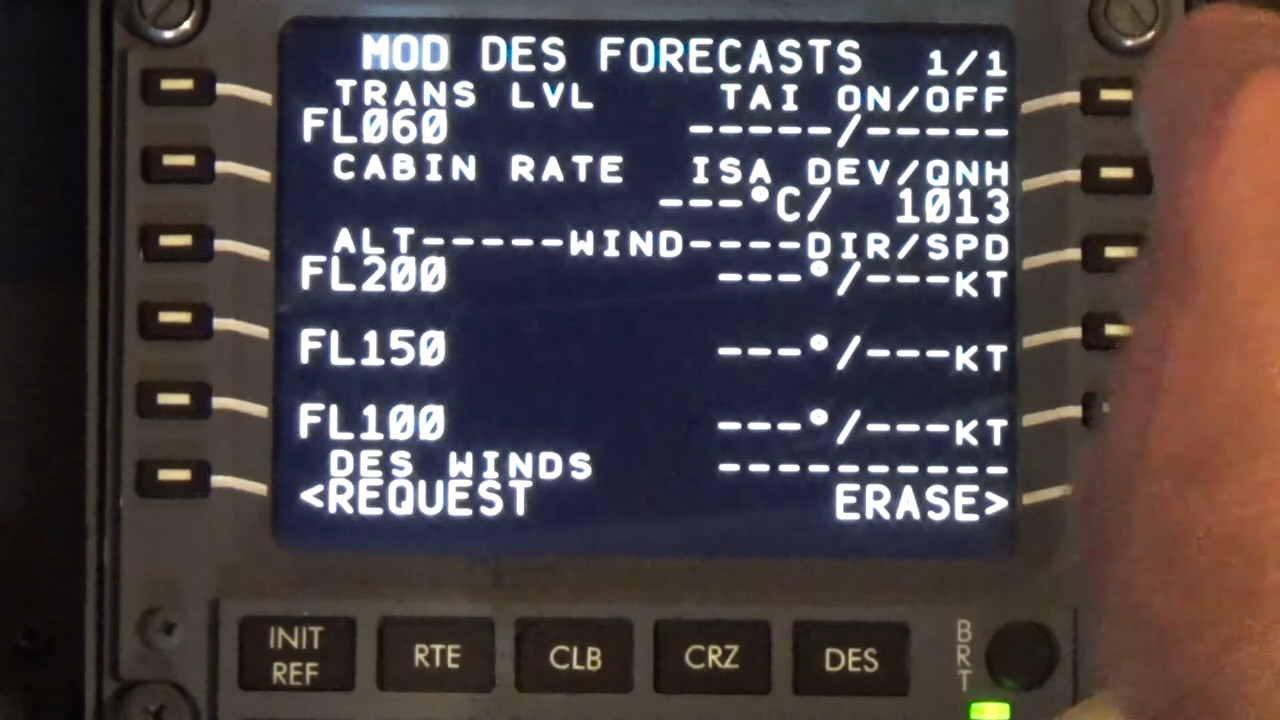 MOD DES FORECASTS 1/1
TRANS LVL TAI ON/OFF
FL060 -----/-----
CABIN RATE ISA DEV/QNH
---°C/ 1013
ALT-----WIND----DIR/SPD
FL200 ---°/---KT
FL150 ---°/---KT
FL100 ---°/---KT
DES WINDS ----------
<REQUEST ERASE>
INIT REF RTE CLB CRZ DES BRT